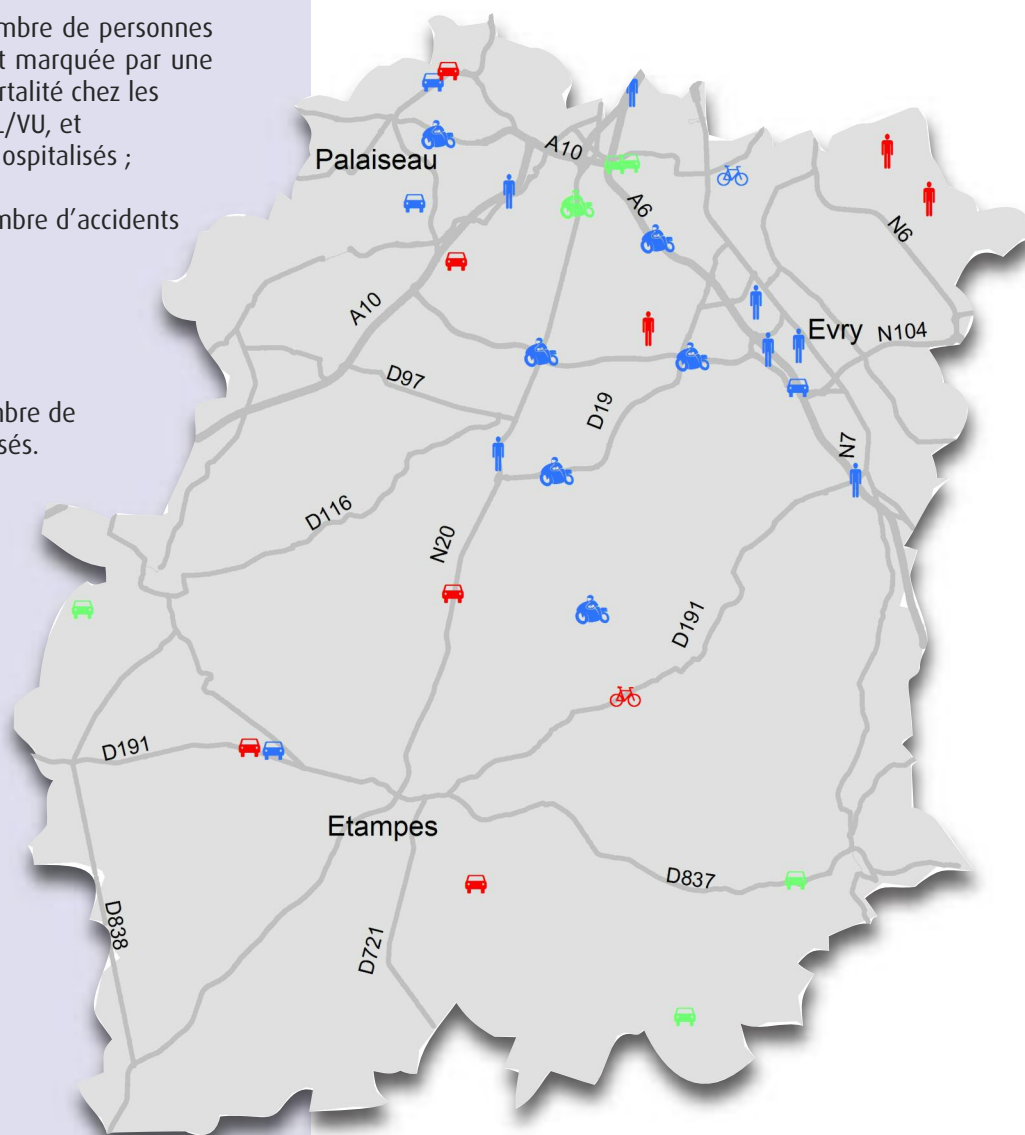 mbre de personnes
t marquée par une
rtalité chez les
L/VU, et
ospitalisés ;
mbre d'accidents
mbre de
sés.
Palaiseau
A10
A6
N6
A10
Evry
N104
D97
D19
N7
D116
N20
D191
D191
Etampes
D837
D838
D721